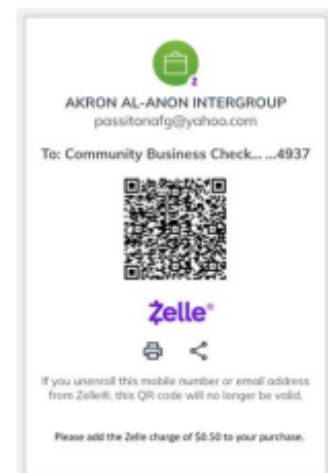 AKRON AL-ANON INTERGROUP
passitonafg@yahoo.com
To: Community Business Check... ...4937
Zelle®
If you unenroll this mobile number or email address
from Zelle®, this QR code will no longer be valid.
Please add the Zelle charge of $0.50 to your purchase.